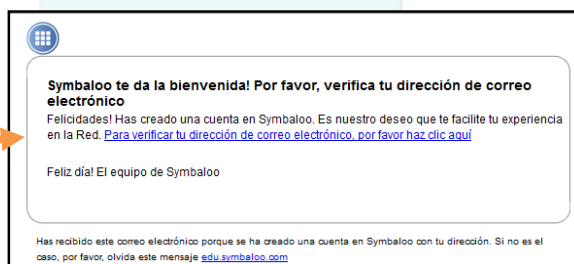 Symbaloo te da la bienvenida! Por favor, verifica tu dirección de correo
electrónico
Felicidades! Has creado una cuenta en Symbaloo. Es nuestro deseo que te facilite tu experiencia
en la Red. Para verificar tu dirección de correo electrónico, por favor haz clic aquí
Feliz día! El equipo de Symbaloo
Has recibido este correo electrónico porque se ha creado una cuenta en Symbaloo con tu dirección. Si no es el
caso, por favor, olvida este mensaje edu.symbaloo.com